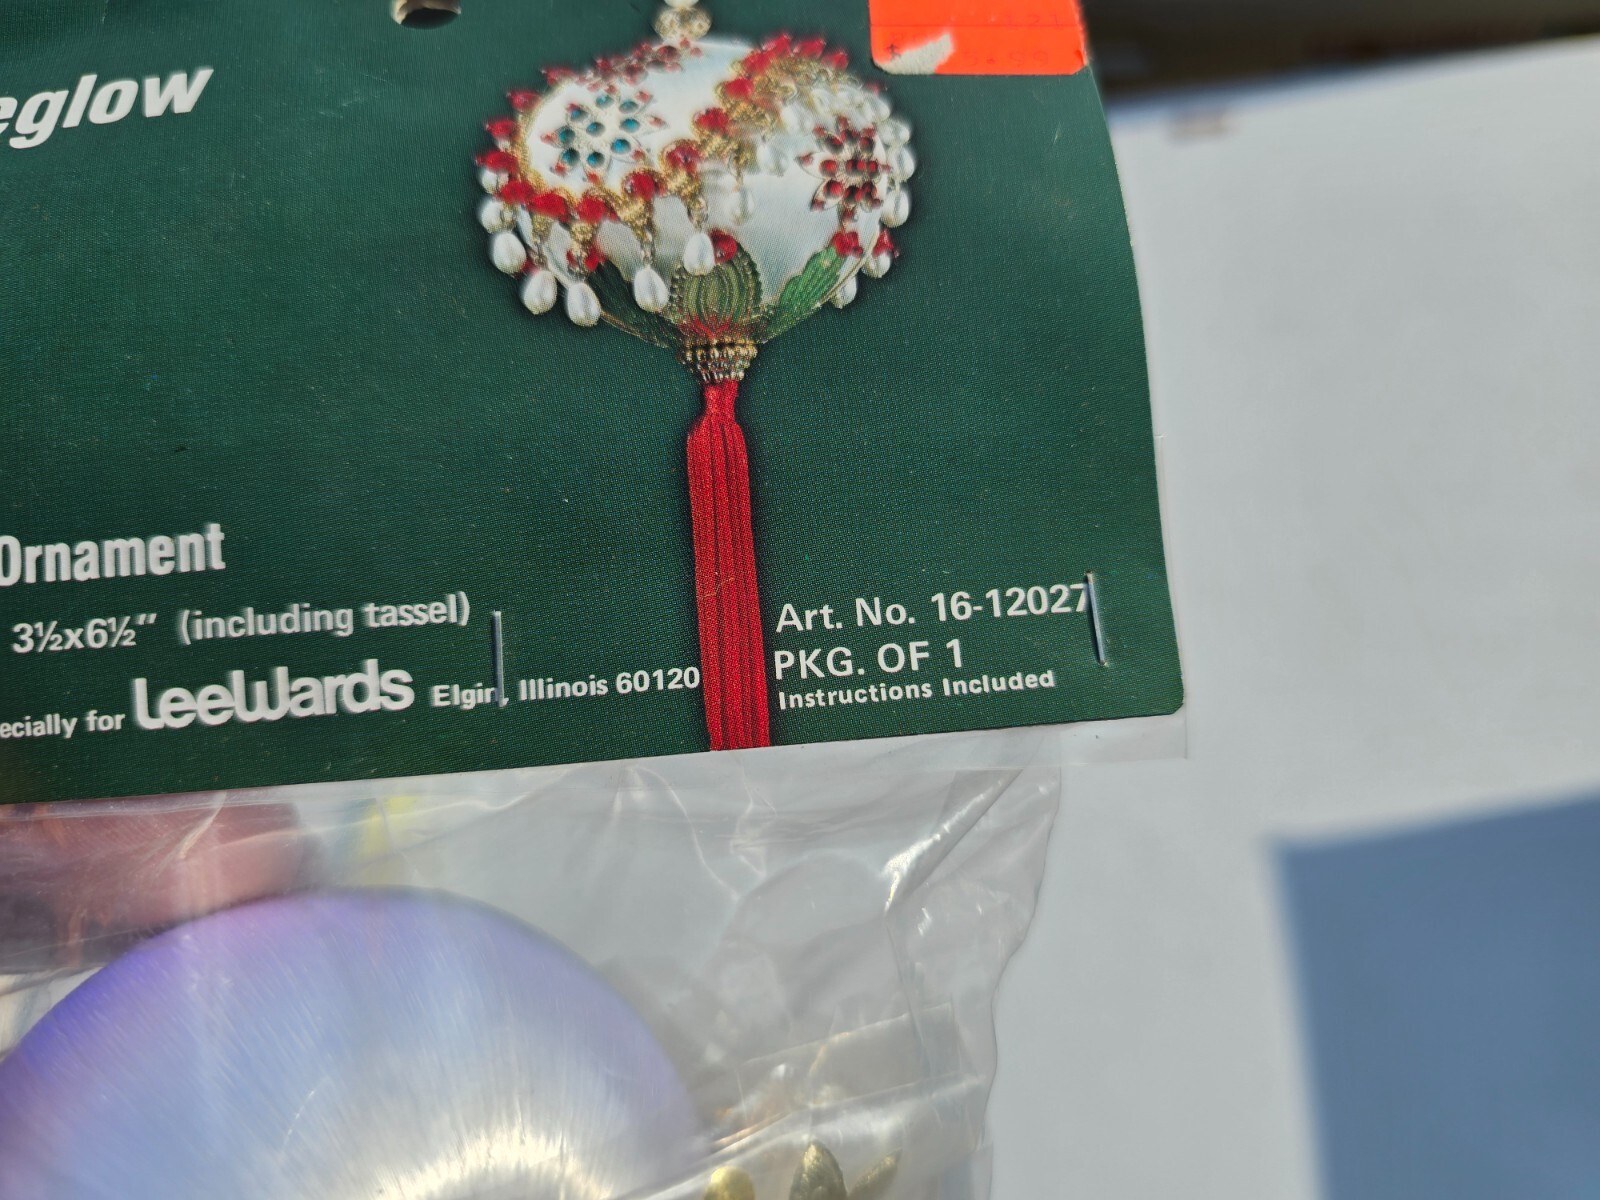 eglow
Ornament
3½x6½" (including tassel)
ecially for LeeWards Elgin, Illinois 60120
Art. No. 16-12027
PKG. OF 1
Instructions Included